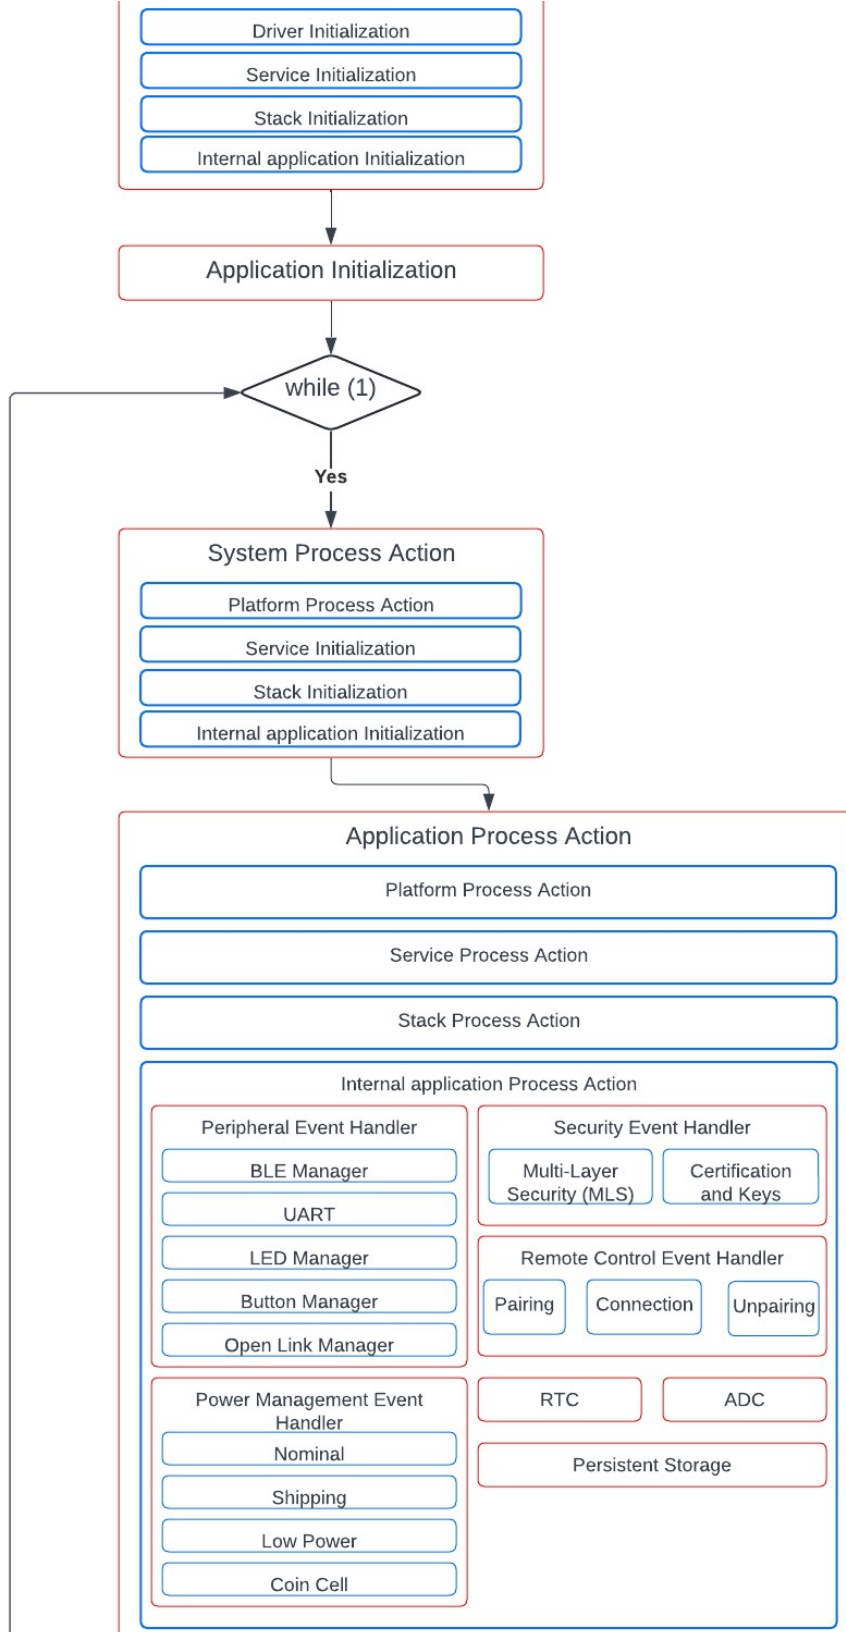 Driver Initialization
Service Initialization
Stack Initialization
Internal application Initialization
Application Initialization
while (1)
Yes
System Process Action
Platform Process Action
Service Initialization
Stack Initialization
Internal application Initialization
Application Process Action
Platform Process Action
Service Process Action
Stack Process Action
Internal application Process Action
Peripheral Event Handler
BLE Manager
UART
LED Manager
Button Manager
Open Link Manager
Security Event Handler
Multi-Layer
Security (MLS)
Certification
and Keys
Remote Control Event Handler
Pairing
Connection
Unpairing
Power Management Event
Handler
Nominal
Shipping
Low Power
Coin Cell
RTC
ADC
Persistent Storage